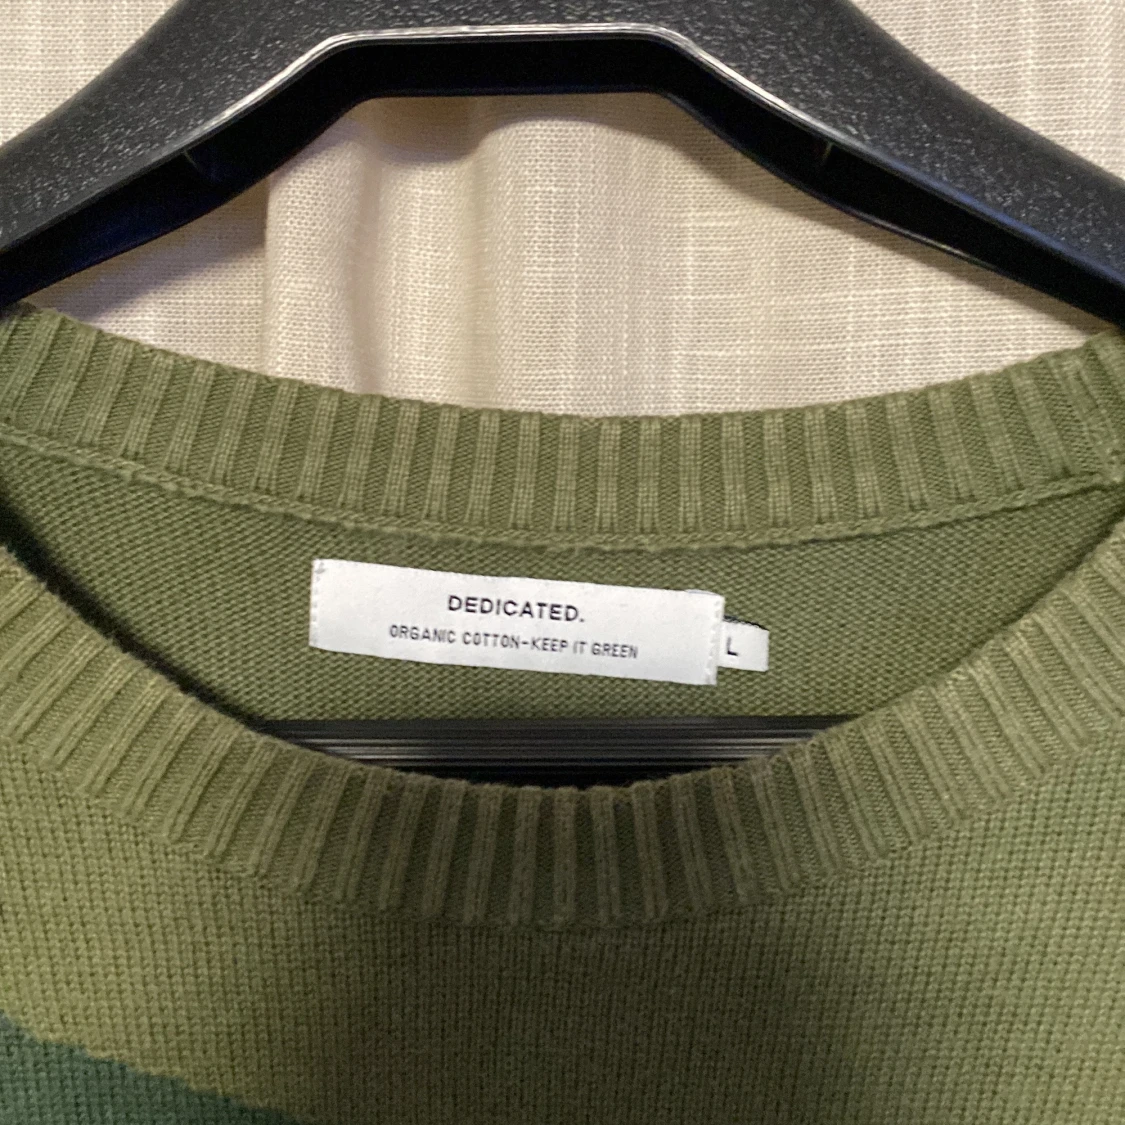 DEDICATED.
ORGANIC COTTON-KEEP IT GREEN
L